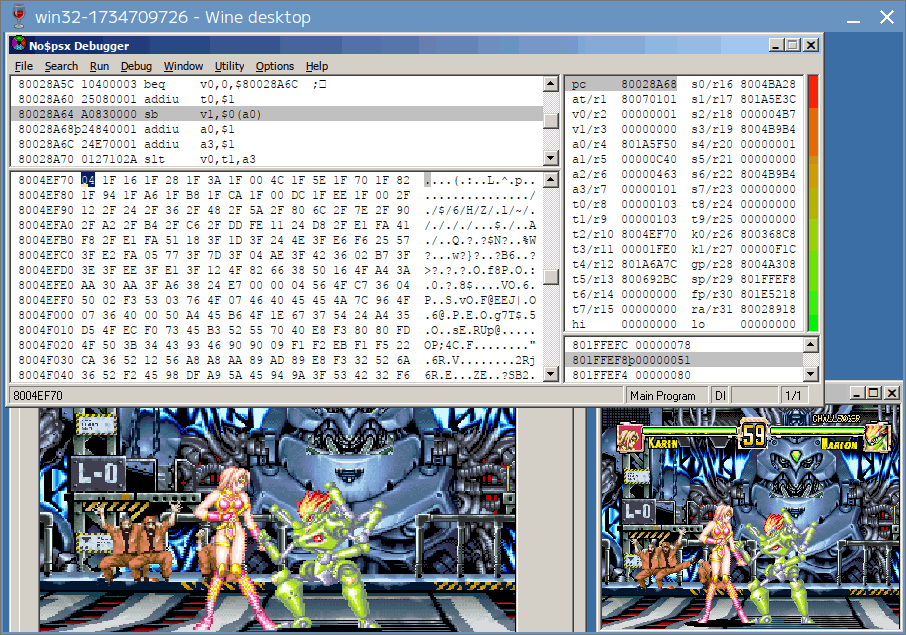 win32-1734709726 - Wine desktop
No$psx Debugger
File Search Run Debug Window Utility Options Help
80028A5C 10400003 beq v0,0,$80028A6C ;
80028A60 25080001 addiu t0,$1
80028A64 A0830000 sb v1,$0(a0)
80028A68b24840001 addiu a0,$1
80028A6C 24E70001 addiu a3,$1
80028A70 0127102A slt v0,t1,a3
8004EF70 04 1F 16 1F 28 1F 3A 1F 00 4C 1F 5E 1F 70 1F 82 ....(.:..L.^.p..
8004EF80 1F 94 1F A6 1F B8 1F CA 1F 00 DC 1F EE 1F 00 2F .............../
8004EF90 12 2F 24 2F 36 2F 48 2F 5A 2F 80 6C 2F 7E 2F 90 ./$/6/H/Z/.l/~/.
8004EFA0 2F A2 2F B4 2F C6 2F DD FE 11 24 D8 2F E1 FA 41 /././././...$./..A
8004EFB0 F8 2F E1 FA 51 18 3F 1D 3F 24 4E 3F E6 F6 25 57 ./..Q.?.?$N?..%W
8004EFC0 3F E2 FA 05 77 3F 7D 3F 04 AE 3F 42 36 02 B7 3F ?...w?}?..?B6..?
8004EFD0 3E 3F EE 3F E1 3F 12 4F 82 66 38 50 16 4F A4 3A >?.?.?.O.f8P.O.:
8004EFE0 AA 30 AA 3F A6 38 24 E7 00 00 04 56 4F C7 36 04 .0.?.8$....VO.6.
8004EFF0 50 02 F3 53 03 76 4F 07 46 40 45 45 4A 7C 96 4F P..S.vO.F@EEJ|.O
8004F000 07 36 40 00 50 A4 45 B6 4F 1E 67 37 54 24 A4 35 .6@.P.E.O.g7T$.5
8004F010 D5 4F EC F0 73 45 B3 52 55 70 40 E8 F3 80 80 FD .O..sE.RUp@.....
8004F020 4F 50 3B 34 43 93 46 90 90 09 F1 F2 EB F1 F5 22 OP;4C.F........"
8004F030 CA 36 52 12 56 A8 A8 AA 89 AD 89 E8 F3 32 52 6A .6R.V........2Rj
8004F040 36 52 F2 45 98 DF A9 5A 45 94 9A 3F 53 42 32 F6 6R.E...ZE..?SB2.
pc 80028A68 s0/r16 8004BA28
at/r1 80070101 s1/r17 801A5E3C
v0/r2 00000001 s2/r18 000004B7
v1/r3 00000000 s3/r19 8004B9B4
a0/r4 801A5F50 s4/r20 00000001
a1/r5 00000C40 s5/r21 00000000
a2/r6 00000463 s6/r22 8004B9B4
a3/r7 00000101 s7/r23 00000000
t0/r8 00000103 t8/r24 00000000
t1/r9 00000103 t9/r25 00000000
t2/r10 8004EF70 k0/r26 800368C8
t3/r11 00001FE0 k1/r27 00000F1C
t4/r12 801A6A7C gp/r28 8004A308
t5/r13 800692BC sp/r29 801FFEF8
t6/r14 00000000 fp/r30 801E5218
t7/r15 00000000 ra/r31 80028918
hi 00000000 lo 00000000
801FFEFC 00000078
801FFEF8b00000051
801FFEF4 00000080
8004EF70
Main Program DI 1/1
L-0
CHALLENGER
KARIN 59 MARION
L-0